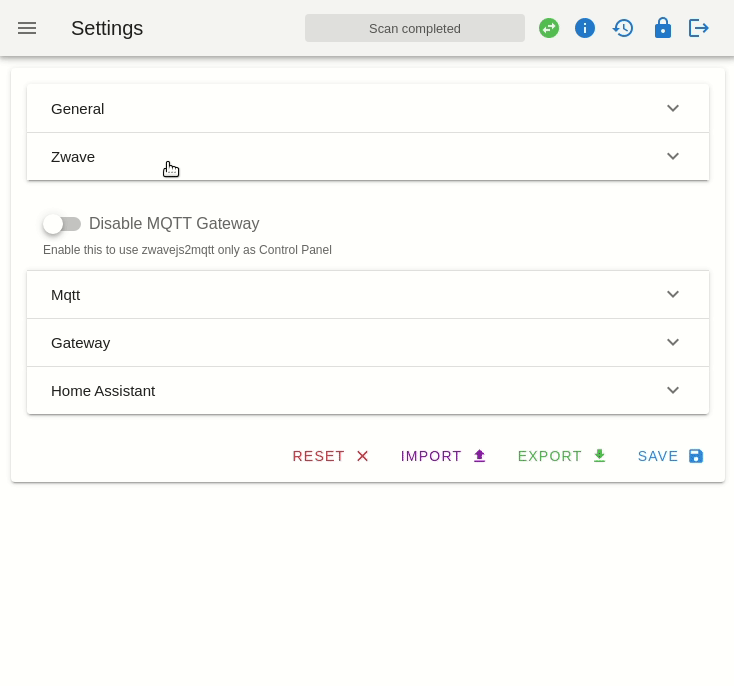 Settings
Scan completed
General
Zwave
Disable MQTT Gateway
Enable this to use zwavejs2mqtt only as Control Panel
Mqtt
Gateway
Home Assistant
RESET IMPORT EXPORT SAVE